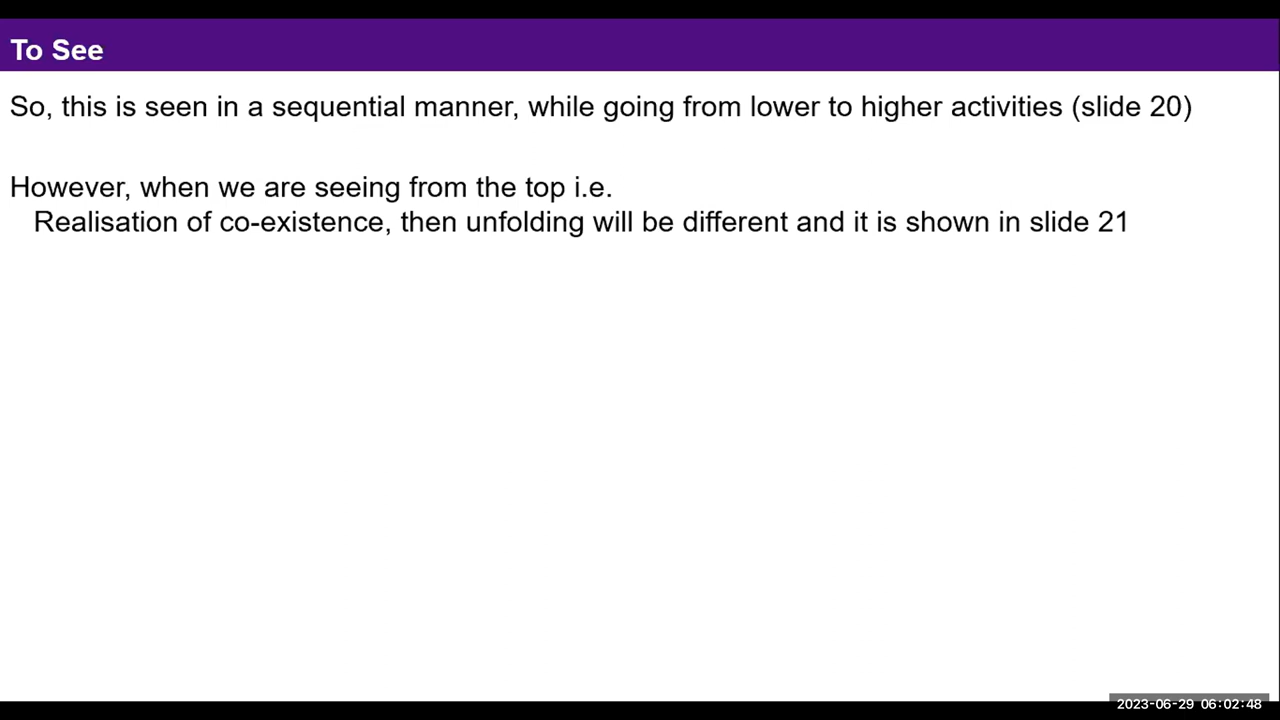 To See
So, this is seen in a sequential manner, while going from lower to higher activities (slide 20)
However, when we are seeing from the top i.e.
Realisation of co-existence, then unfolding will be different and it is shown in slide 21
2023-06-29 06:02:48